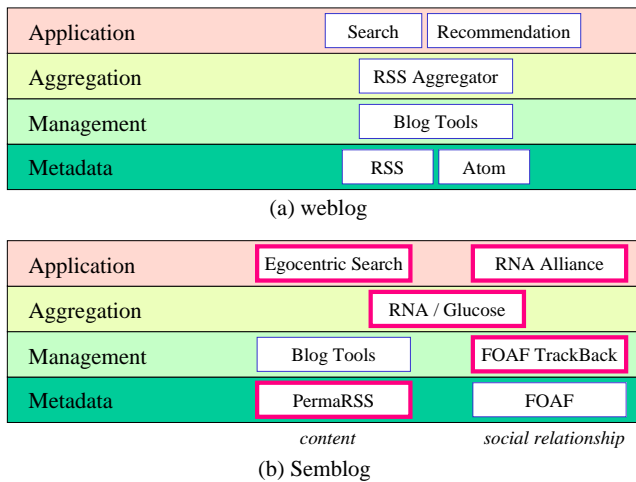 Application Search Recommendation
Aggregation RSS Aggregator
Management Blog Tools
Metadata RSS Atom
(a) weblog
Application Egocentric Search RNA Alliance
Aggregation RNA / Glucose
Management Blog Tools FOAF TrackBack
Metadata PermaRSS FOAF
content social relationship
(b) Semblog